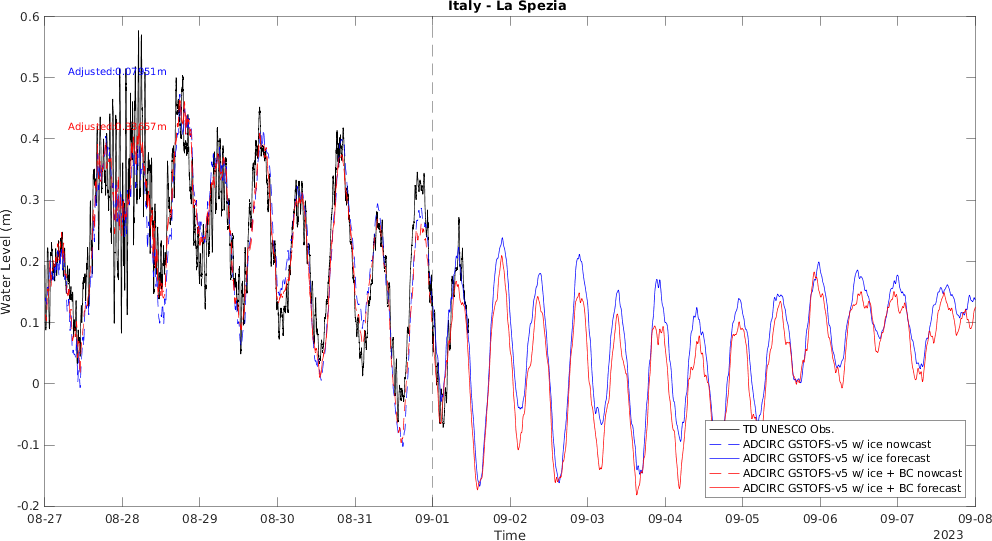 Italy - La Spezia
0.6
0.5
0.4
0.3
0.2
0.1
0
-0.1
-0.2
Water Level (m)
TD UNESCO Obs.
ADCIRC GSTOFS-v5 w/ ice nowcast
ADCIRC GSTOFS-v5 w/ ice forecast
ADCIRC GSTOFS-v5 w/ ice + BC nowcast
ADCIRC GSTOFS-v5 w/ ice + BC forecast
08-27 08-28 08-29 08-30 08-31 09-01 09-02 09-03 09-04 09-05 09-06 09-07 09-08
Time
2023